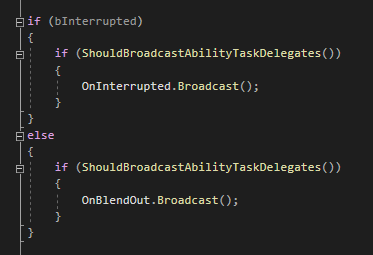 if (bInterrupted)
{
if (ShouldBroadcastAbilityTaskDelegates())
{
OnInterrupted.Broadcast();
}
}
else
{
if (ShouldBroadcastAbilityTaskDelegates())
{
OnBlendOut.Broadcast();
}
}